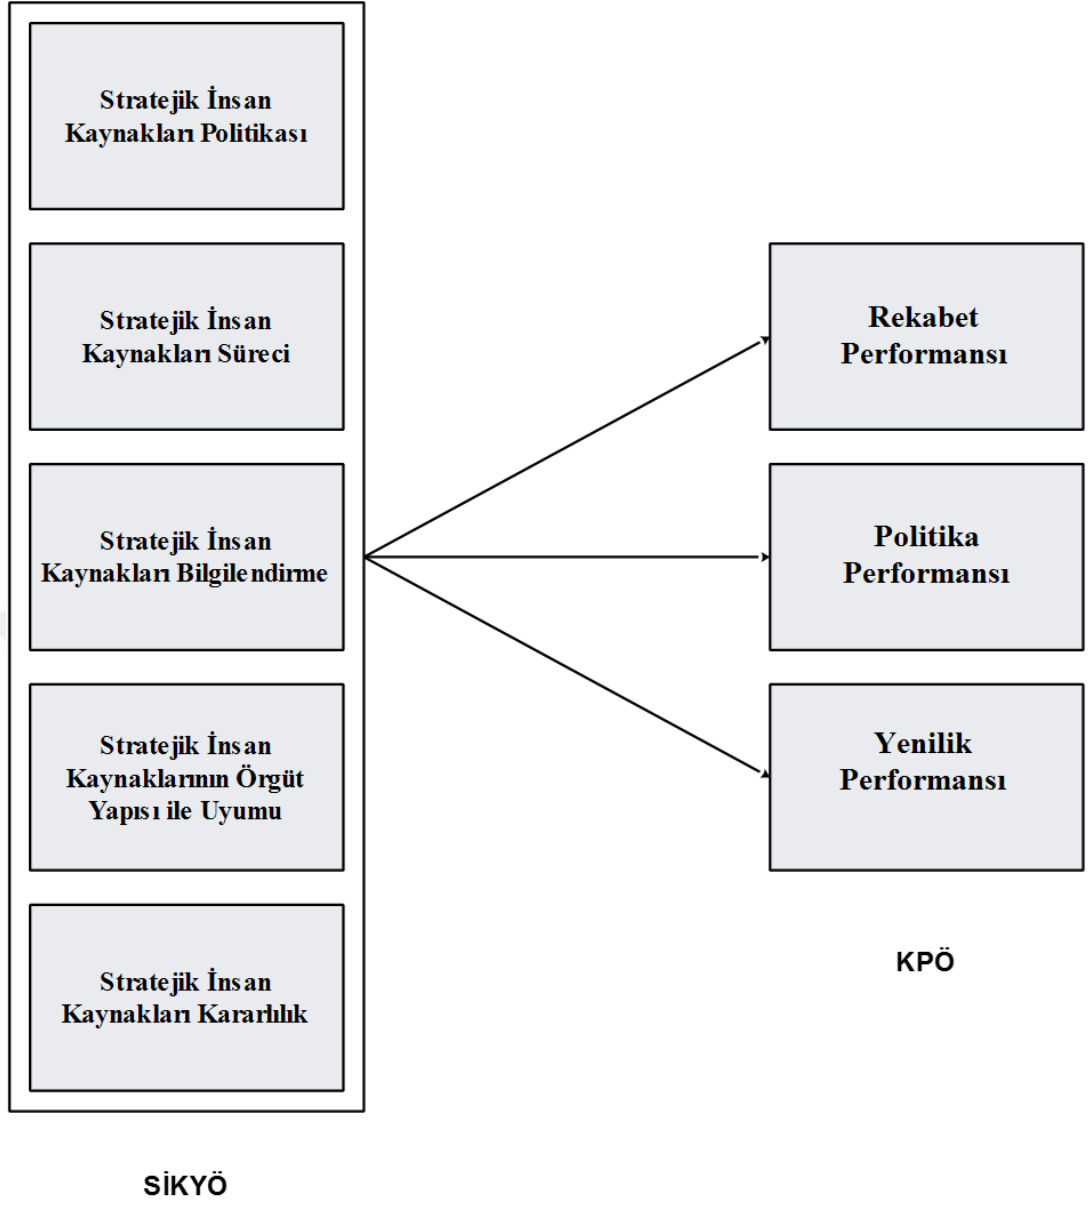 Stratejik İnsan
Kaynakları Politikası
Stratejik İnsan
Kaynakları Süreci
Stratejik İnsan
Kaynakları Bilgilendirme
Stratejik İnsan
Kaynaklarının Örgüt
Yapısı ile Uyumu
Stratejik İnsan
Kaynakları Kararlılık
SİKYÖ
Rekabet
Performansı
Politika
Performansı
Yenilik
Performansı
KPÖ